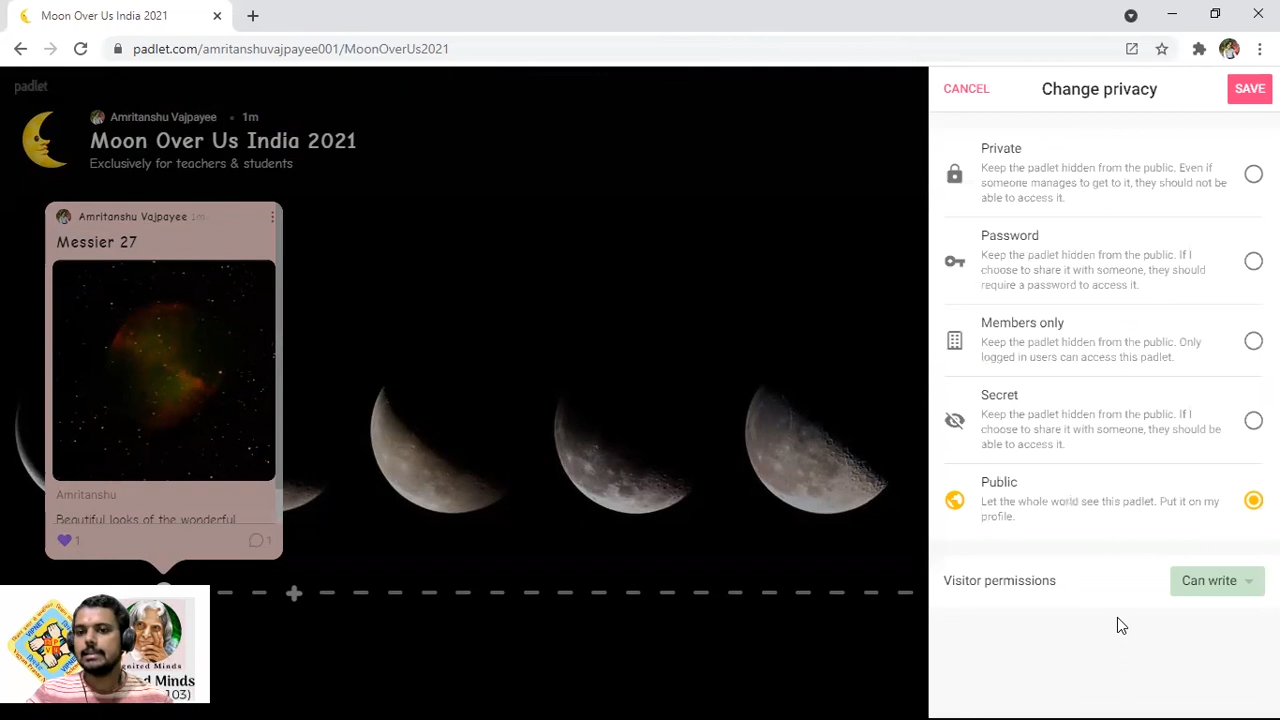 Moon Over Us India 2021
padlet.com/amritanshuvajpayee001/MoonOverUs2021
padlet
Amritanshu Vajpayee • 1m
Moon Over Us India 2021
Exclusively for teachers & students
Amritanshu Vajpayee 1m
Messier 27
Amritanshu
Beautiful looks of the wonderful
1
1
CANCEL
Change privacy
SAVE
Private
Keep the padlet hidden from the public. Even if
someone manages to get to it, they should not be
able to access it.
Password
Keep the padlet hidden from the public. If I
choose to share it with someone, they should
require a password to access it.
Members only
Keep the padlet hidden from the public. Only
logged in users can access this padlet.
Secret
Keep the padlet hidden from the public. If I
choose to share it with someone, they should be
able to access it.
Public
Let the whole world see this padlet. Put it on my
profile.
Visitor permissions
Can write
VIPNET
gnited Minds
d Minds
103)